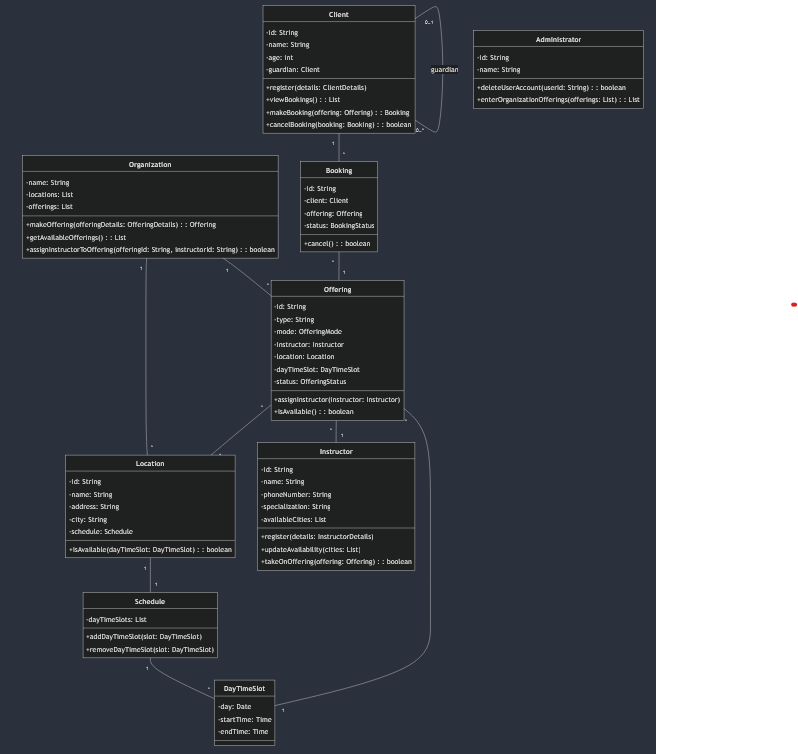 Client
-id: String
-name: String
-age: int
-guardian: Client
+register(details: ClientDetails)
+viewBookings() : : List
+makeBooking(offering: Offering) : : Booking
+cancelBooking(booking: Booking) : : boolean
0..1
guardian
0..*
Administrator
-id: String
-name: String
+deleteUserAccount(userId: String) : : boolean
+enterOrganizationOfferings(offerings: List) : : List
1
*
Organization
-name: String
-locations: List
-offerings: List
+makeOffering(offeringDetails: OfferingDetails) : : Offering
+getAvailableOfferings() : : List
+assignInstructorToOffering(offeringId: String, instructorId: String) : : boolean
Booking
-id: String
-client: Client
-offering: Offering
-status: BookingStatus
+cancel() : : boolean
1
1
*
*
1
Offering
-id: String
-type: String
-mode: OfferingMode
-instructor: Instructor
-location: Location
-dayTimeSlot: DayTimeSlot
-status: OfferingStatus
+assignInstructor(instructor: Instructor)
+isAvailable() : : boolean
*
*
*
1
*
*
Location
-id: String
-name: String
-address: String
-city: String
-schedule: Schedule
+isAvailable(dayTimeSlot: DayTimeSlot) : : boolean
Instructor
-id: String
-name: String
-phoneNumber: String
-specialization: String
-availableCities: List
+register(details: InstructorDetails)
+updateAvailability(cities: List)
+takeOnOffering(offering: Offering) : : boolean
1
1
Schedule
-dayTimeSlots: List
+addDayTimeSlot(slot: DayTimeSlot)
+removeDayTimeSlot(slot: DayTimeSlot)
1
*
1
DayTimeSlot
-day: Date
-startTime: Time
-endTime: Time